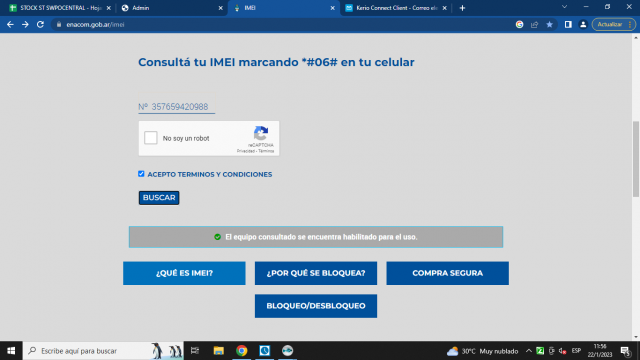 STOCK ST SWPOCENTRAL - Hoja
Admin
IMEI
Kerio Connect Client - Correo ele
enacom.gob.ar/imei
Actualizar
Consultá tu IMEI marcando *#06# en tu celular
Nº 357659420988
No soy un robot
reCAPTCHA
Privacidad - Términos
ACEPTO TERMINOS Y CONDICIONES
BUSCAR
El equipo consultado se encuentra habilitado para el uso.
¿QUÉ ES IMEI?
¿POR QUÉ SE BLOQUEA?
COMPRA SEGURA
BLOQUEO/DESBLOQUEO
Escribe aquí para buscar
30°C Muy nublado
ESP
11:56
22/1/2023